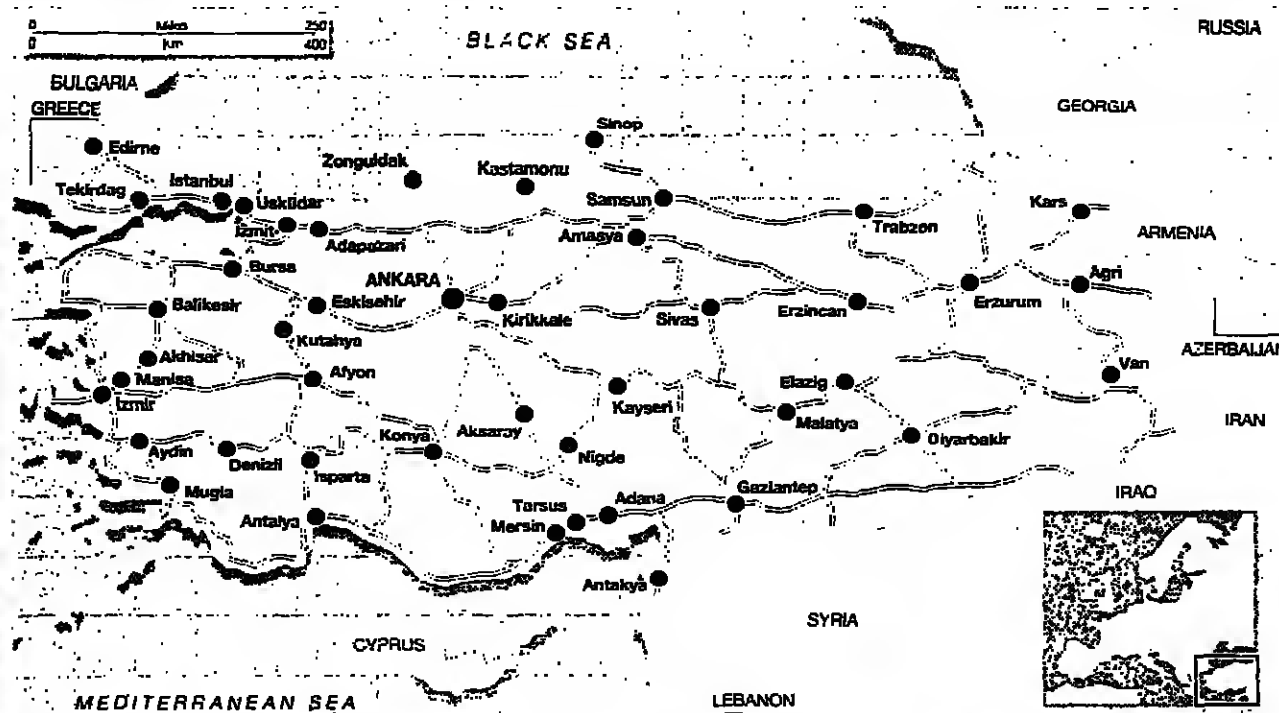 0 Miles 250
0 km 400
BLACK SEA
RUSSIA
BULGARIA
GREECE
GEORGIA
Sinop
Edirne
Zonguldak
Kastamonu
Tekirdag
Istanbul
Uskudar
Samsun
Kars
Izmit
Adapazari
Amasya
Trabzon
ARMENIA
Bursa
ANKARA
Agri
Balikesir
Eskisehir
Kirikkale
Sivas
Erzincan
Erzurum
Kutahya
AZERBAIJAN
Akhisar
Manisa
Afyon
Elazig
Van
Izmir
Kayseri
Malatya
Aksaray
IRAN
Konya
Diyarbakir
Aydin
Denizli
Isparta
Nigde
Mugla
Gaziantep
IRAQ
Tarsus
Adana
Antalya
Mersin
Antakya
SYRIA
CYPRUS
MEDITERRANEAN SEA
LEBANON